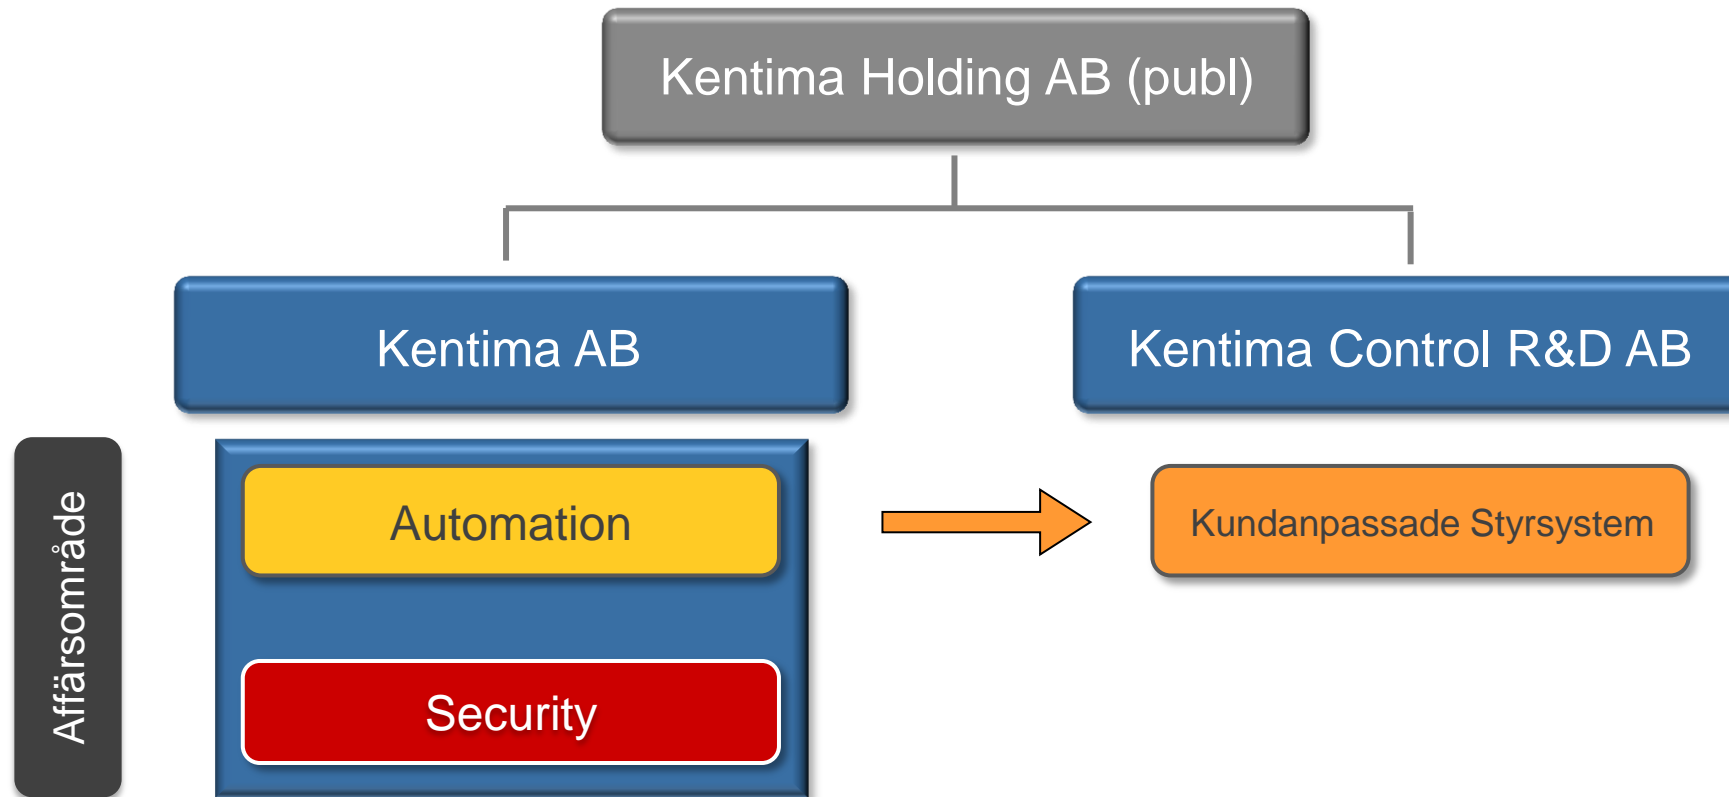 Kentima Holding AB (publ)
Kentima AB
Kentima Control R&D AB
Affärsområde
Automation
Kundanpassade Styrsystem
Security